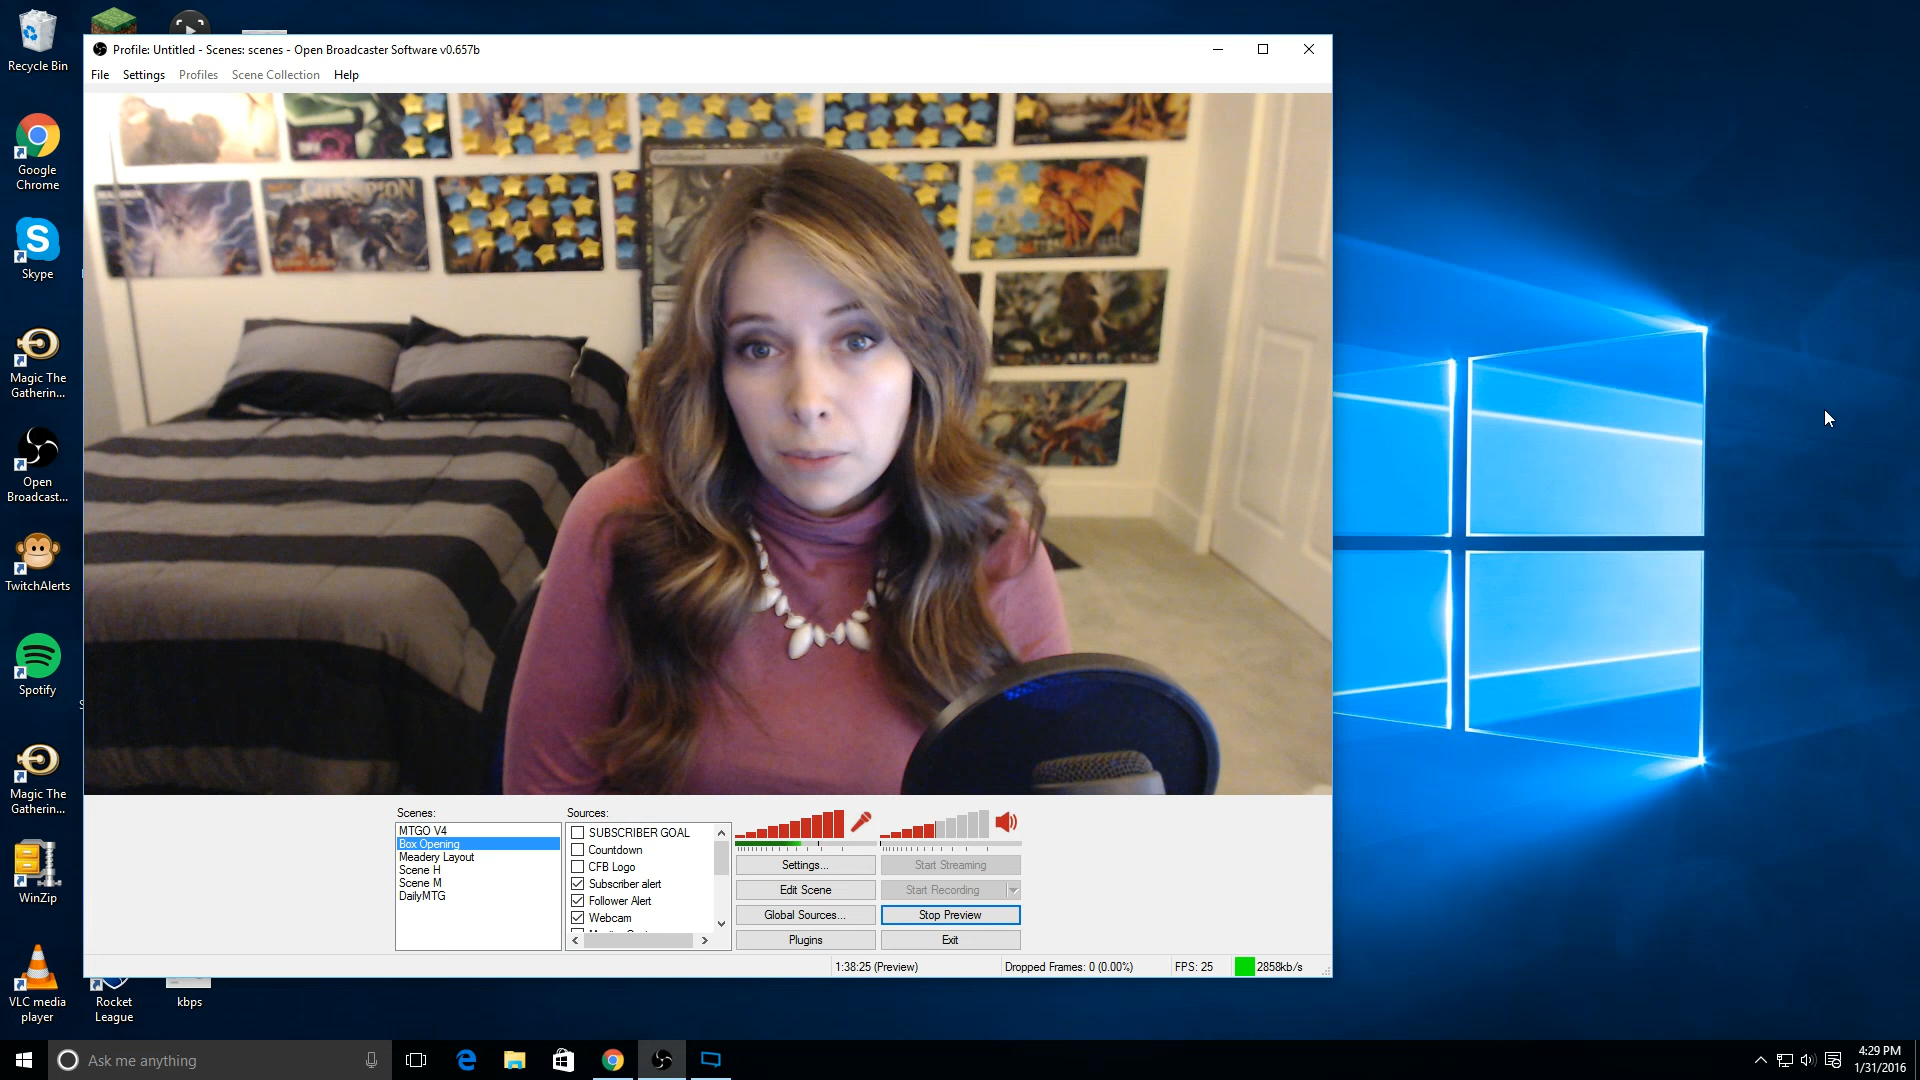 Recycle Bin
Google
Chrome
Skype
Magic The
Gatherin...
Open
Broadcast...
TwitchAlerts
Spotify
Magic The
Gatherin...
WinZip
VLC media
player
Rocket
League
kbps
Profile: Untitled - Scenes: scenes - Open Broadcaster Software v0.657b
File Settings Profiles Scene Collection Help
CHAMPION
Scenes:
MTGO V4
Box Opening
Meadery Layout
Scene H
Scene M
DailyMTG
Sources:
SUBSCRIBER GOAL
Countdown
CFB Logo
Subscriber alert
Follower Alert
Webcam
Settings...
Start Streaming
Edit Scene
Start Recording
Global Sources...
Stop Preview
Plugins
Exit
1:38:25 (Preview)
Dropped Frames: 0 (0.00%)
FPS: 25
2858kb/s
Ask me anything
4:29 PM
1/31/2016